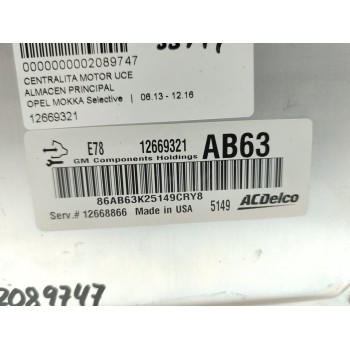 0000000002089747
CENTRALITA MOTOR UCE
ALMACEN PRINCIPAL
OPEL MOKKA Selective | 06.13 - 12.16
12669321
E78 12669321 AB63
GM Components Holdings
86AB63K25149CRY8
Serv.# 12668866 Made in USA 5149 ACDelco
2089747